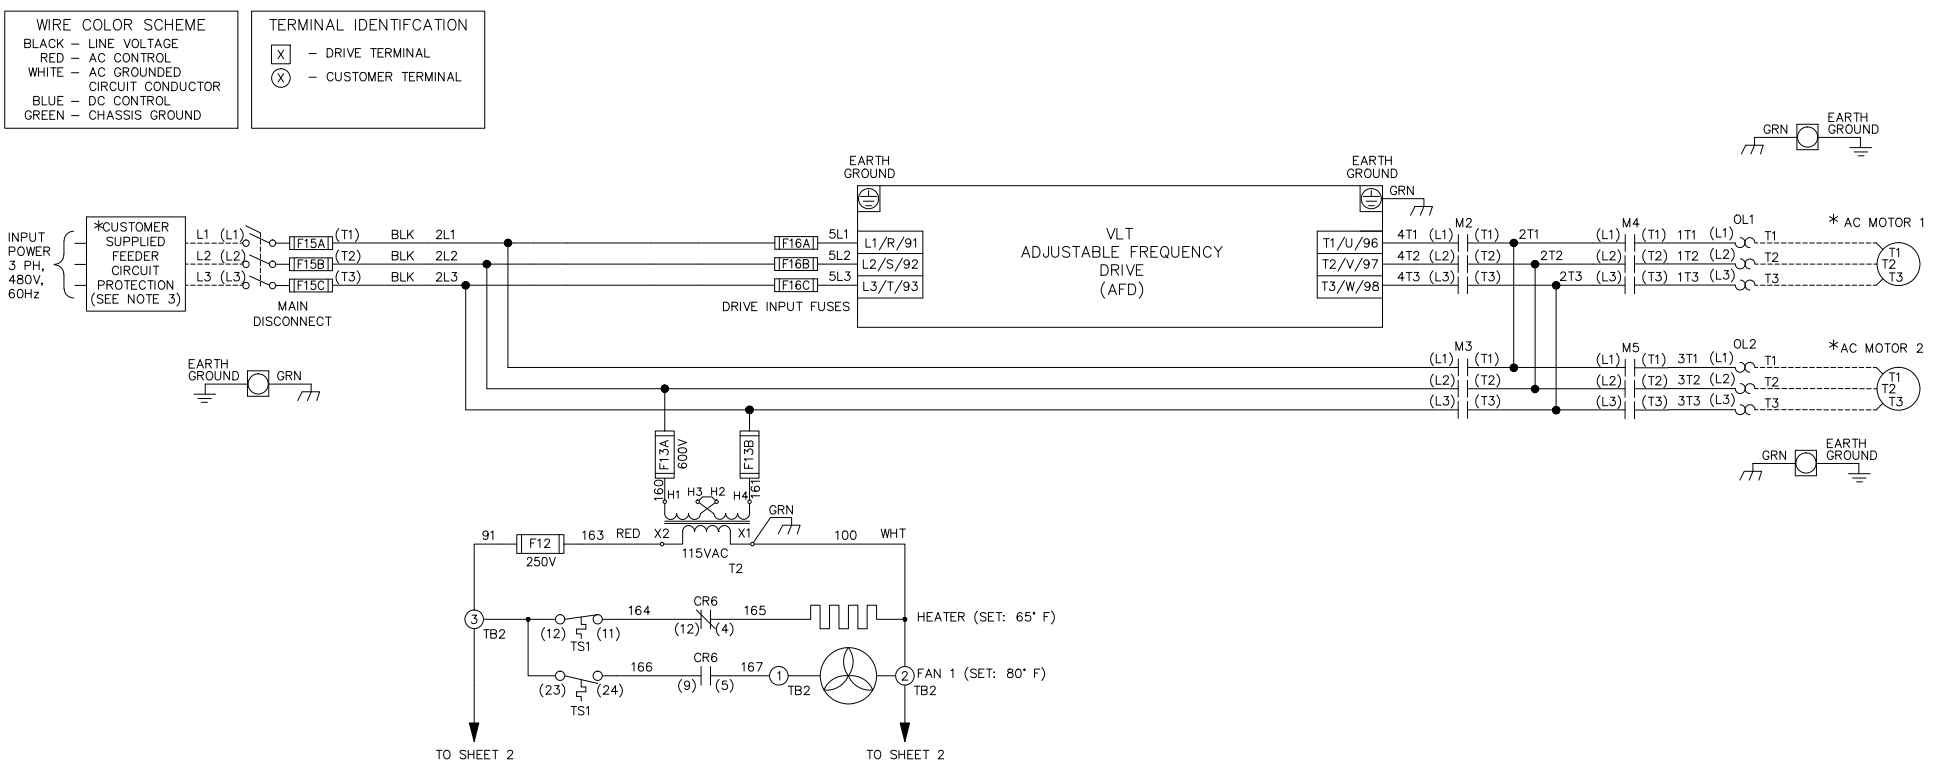 WIRE COLOR SCHEME
BLACK – LINE VOLTAGE
RED – AC CONTROL
WHITE – AC GROUNDED
CIRCUIT CONDUCTOR
BLUE – DC CONTROL
GREEN – CHASSIS GROUND
TERMINAL IDENTIFCATION
X – DRIVE TERMINAL
X – CUSTOMER TERMINAL
GRN
EARTH
GROUND
EARTH
GROUND
EARTH
GROUND
GRN
INPUT
POWER
3 PH,
480V,
60Hz
*CUSTOMER
SUPPLIED
FEEDER
CIRCUIT
PROTECTION
(SEE NOTE 3)
L1 (L1) F15A (T1) BLK 2L1 F16A 5L1 L1/R/91
L2 (L2) F15B (T2) BLK 2L2 F16B 5L2 L2/S/92
L3 (L3) F15C (T3) BLK 2L3 F16C 5L3 L3/T/93
MAIN
DISCONNECT
DRIVE INPUT FUSES
VLT
ADJUSTABLE FREQUENCY
DRIVE
(AFD)
M2 M4 OL1 * AC MOTOR 1
T1/U/96 4T1 (L1) (T1) 2T1 (L1) (T1) 1T1 (L1) T1 T1
T2/V/97 4T2 (L2) (T2) 2T2 (L2) (T2) 1T2 (L2) T2 T2
T3/W/98 4T3 (L3) (T3) 2T3 (L3) (T3) 1T3 (L3) T3 T3
EARTH
GROUND
GRN
M3 M5 OL2 *AC MOTOR 2
(L1) (T1) (L1) (T1) 3T1 (L1) T1 T1
(L2) (T2) (L2) (T2) 3T2 (L2) T2 T2
(L3) (T3) (L3) (T3) 3T3 (L3) T3 T3
GRN
EARTH
GROUND
F13A
600V
F13B
160
161
H1 H3 H2 H4
GRN
91 F12 163 RED X2 X1 100 WHT
250V
115VAC
T2
3
TB2
(12) (11) 164 CR6 (12) (4) 165 HEATER (SET: 65° F)
TS1
(23) (24) 166 CR6 (9) (5) 167 1 TB2 2 TB2 FAN 1 (SET: 80° F)
TS1
TO SHEET 2
TO SHEET 2